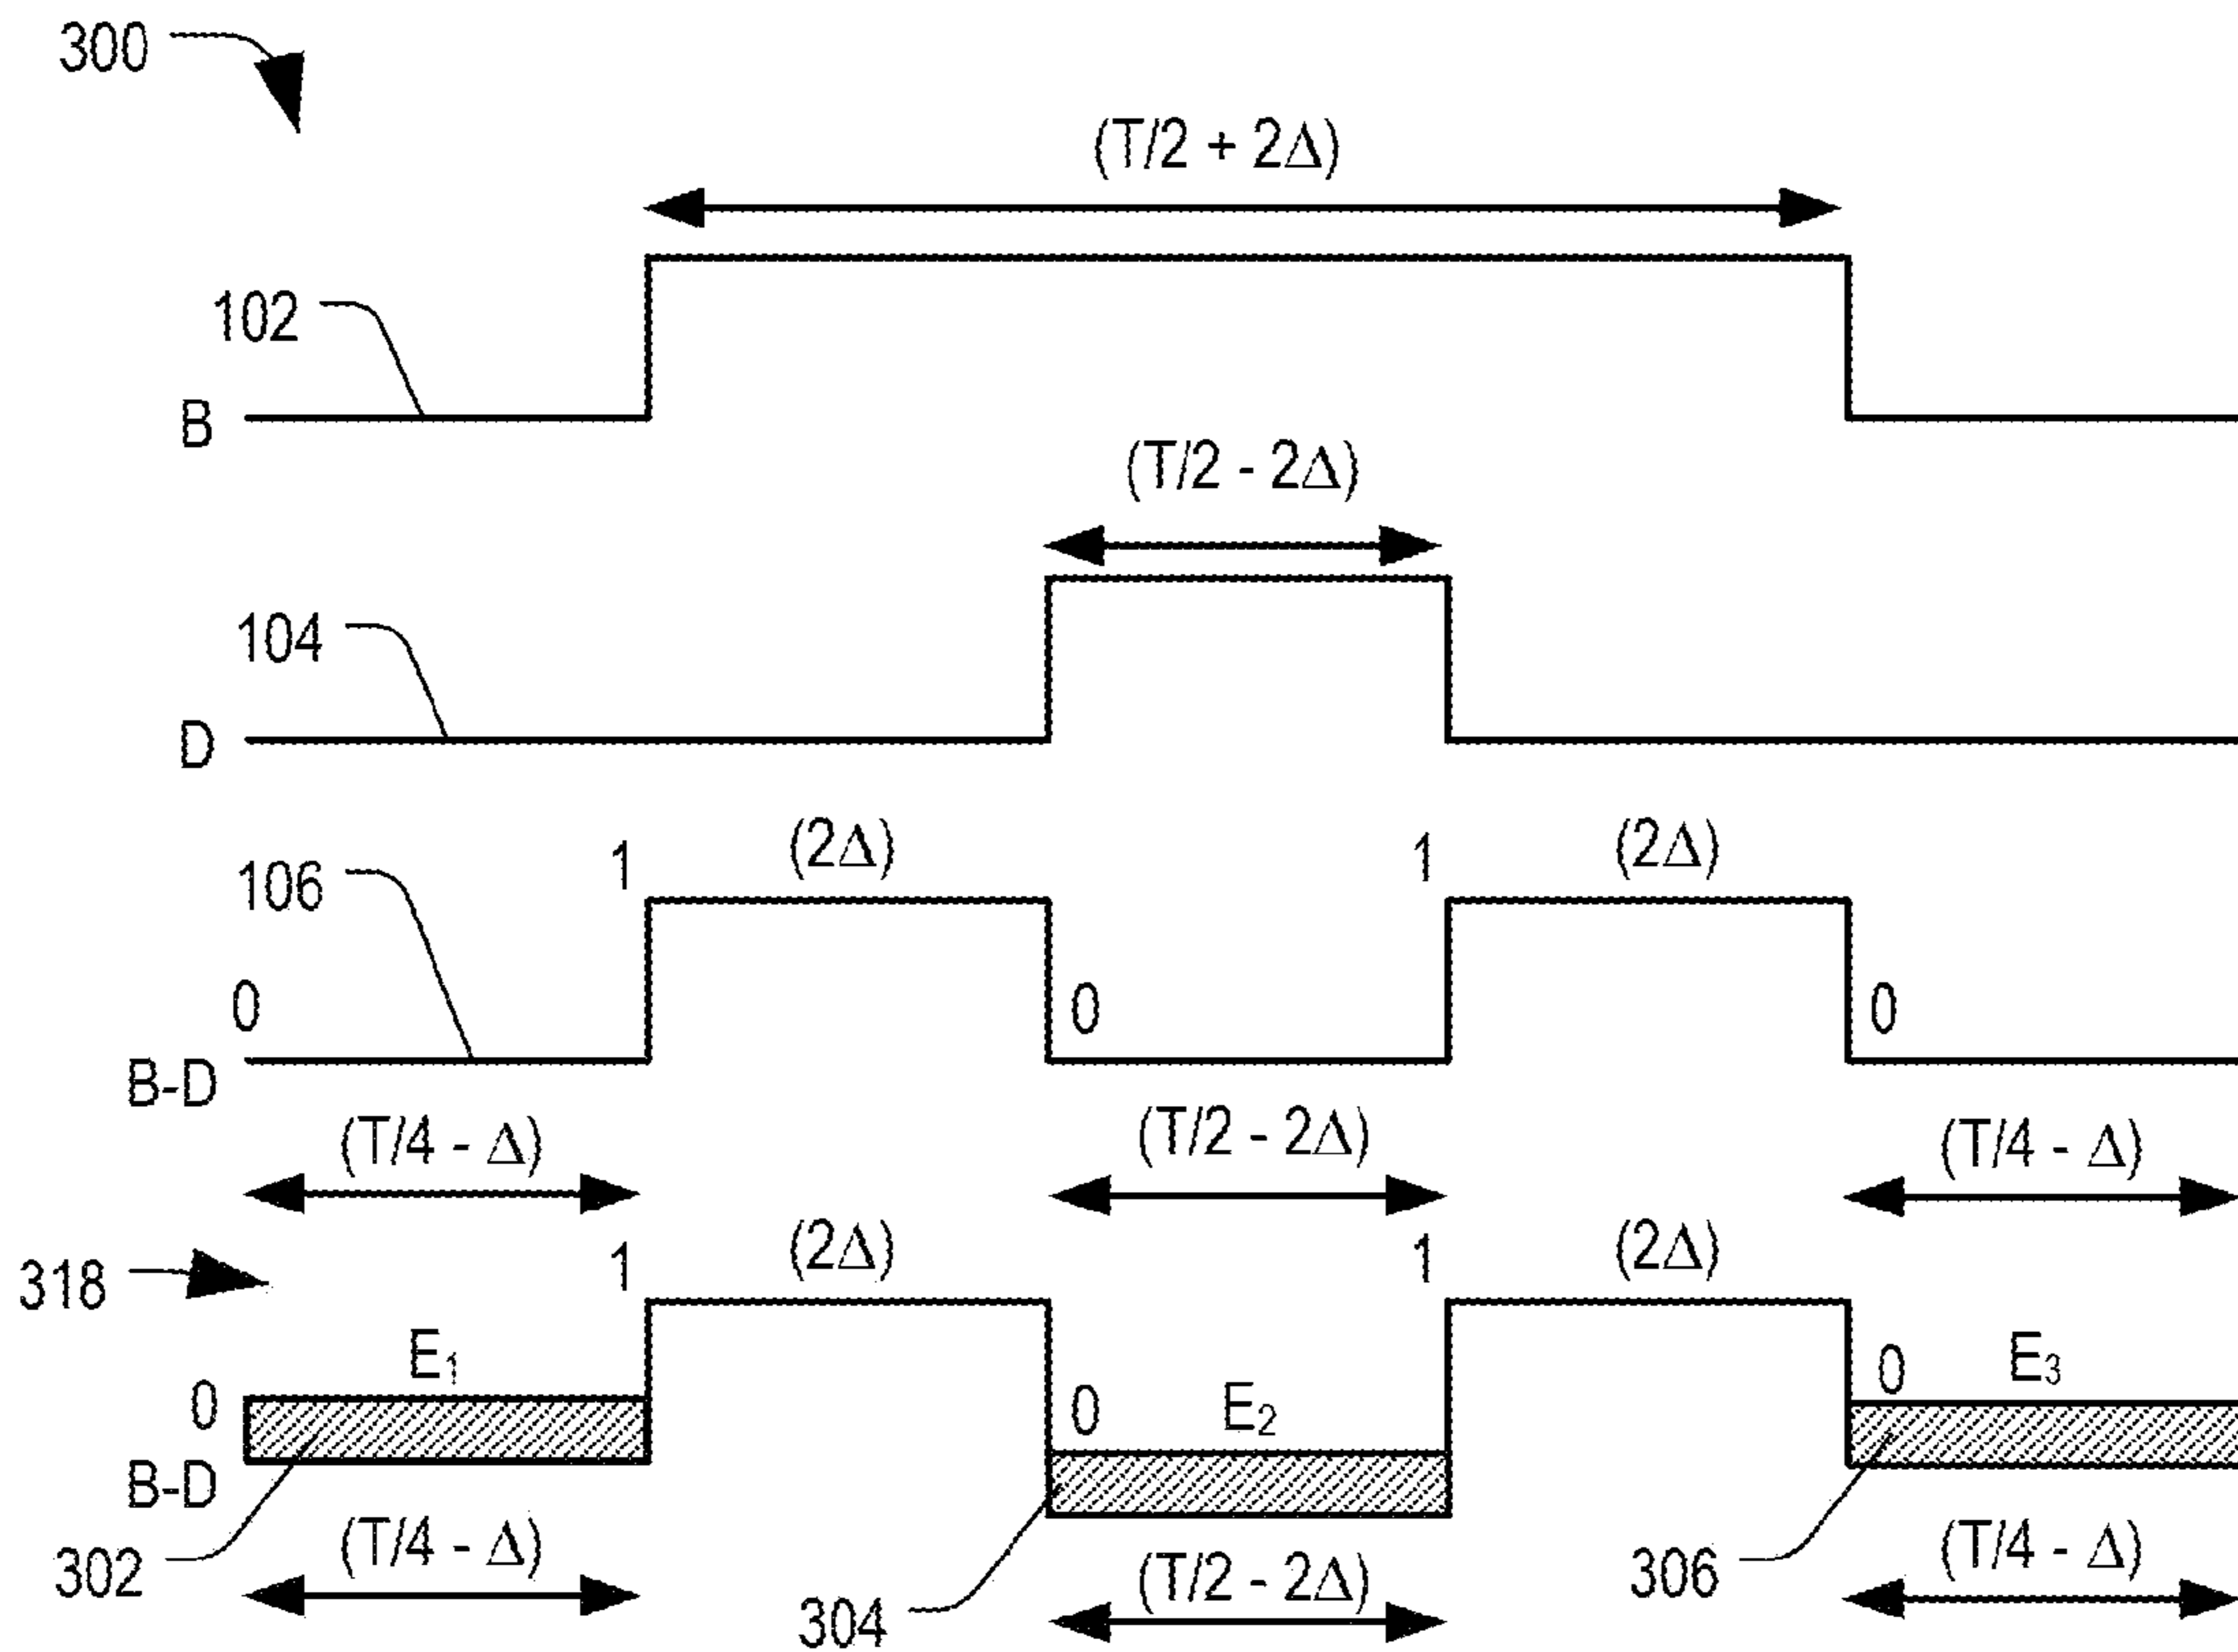 300
(T/2 + 2Δ)
102
B
(T/2 - 2Δ)
104
D
1 (2Δ) 1 (2Δ)
106
0 0 0
B-D
(T/4 - Δ) (T/2 - 2Δ) (T/4 - Δ)
1 (2Δ) 1 (2Δ)
318
E₁ 0 E₃
0 0 E₂
B-D
302 (T/4 - Δ) 304 (T/2 - 2Δ) 306 (T/4 - Δ)